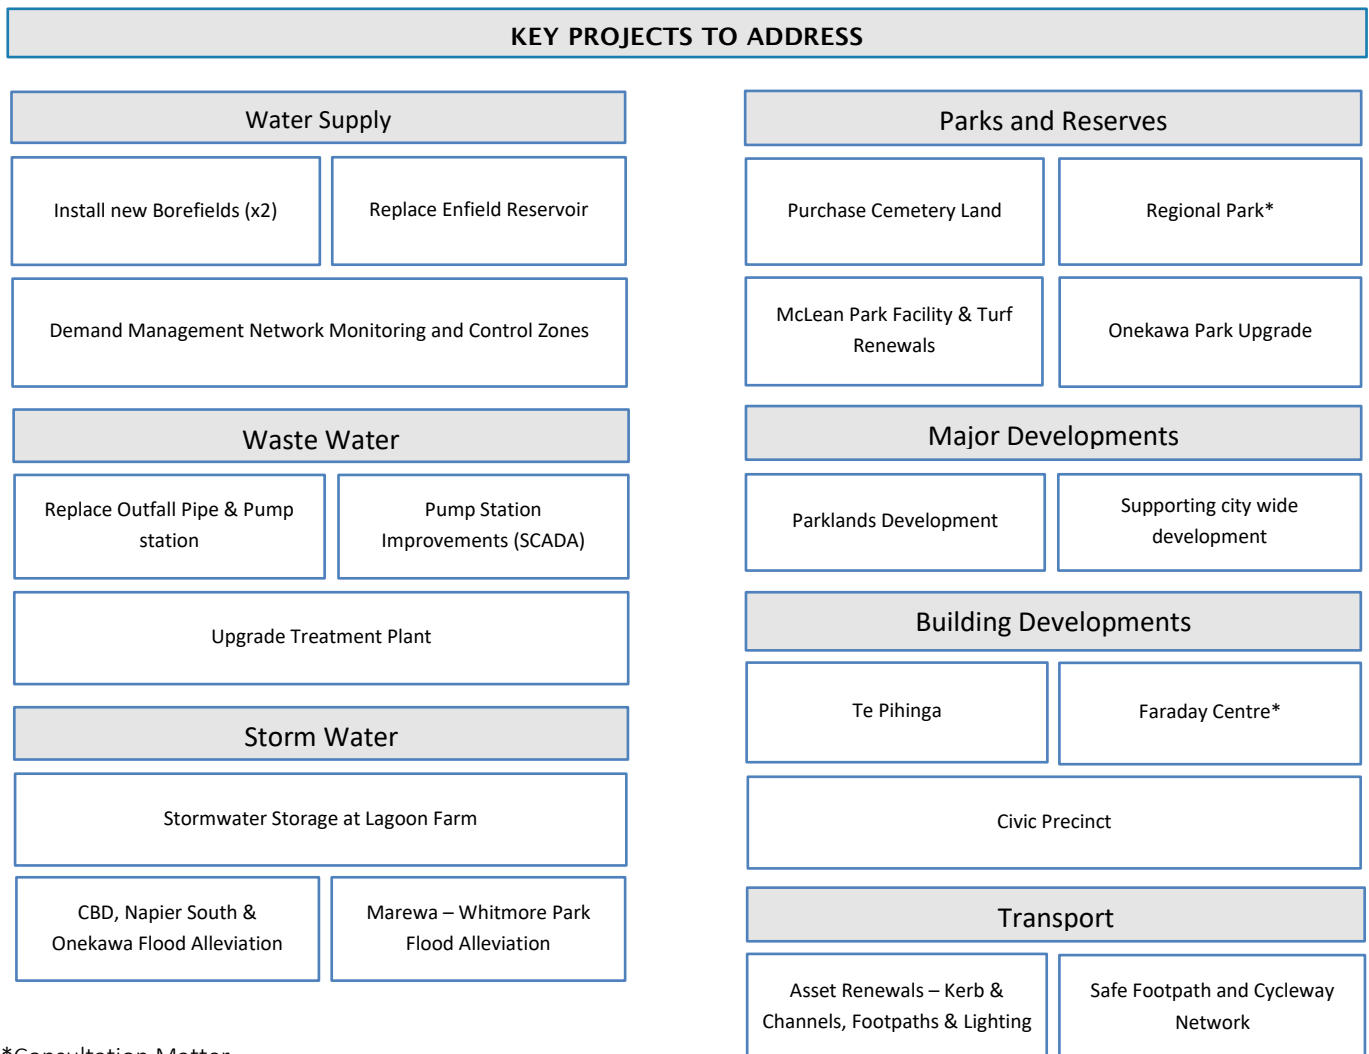 KEY PROJECTS TO ADDRESS
Water Supply
Install new Borefields (x2)
Replace Enfield Reservoir
Demand Management Network Monitoring and Control Zones
Waste Water
Replace Outfall Pipe & Pump
station
Pump Station
Improvements (SCADA)
Upgrade Treatment Plant
Storm Water
Stormwater Storage at Lagoon Farm
CBD, Napier South &
Onekawa Flood Alleviation
Marewa – Whitmore Park
Flood Alleviation
*Consultation Matter
Parks and Reserves
Purchase Cemetery Land
Regional Park*
McLean Park Facility & Turf
Renewals
Onekawa Park Upgrade
Major Developments
Parklands Development
Supporting city wide
development
Building Developments
Te Pihinga
Faraday Centre*
Civic Precinct
Transport
Asset Renewals – Kerb &
Channels, Footpaths & Lighting
Safe Footpath and Cycleway
Network